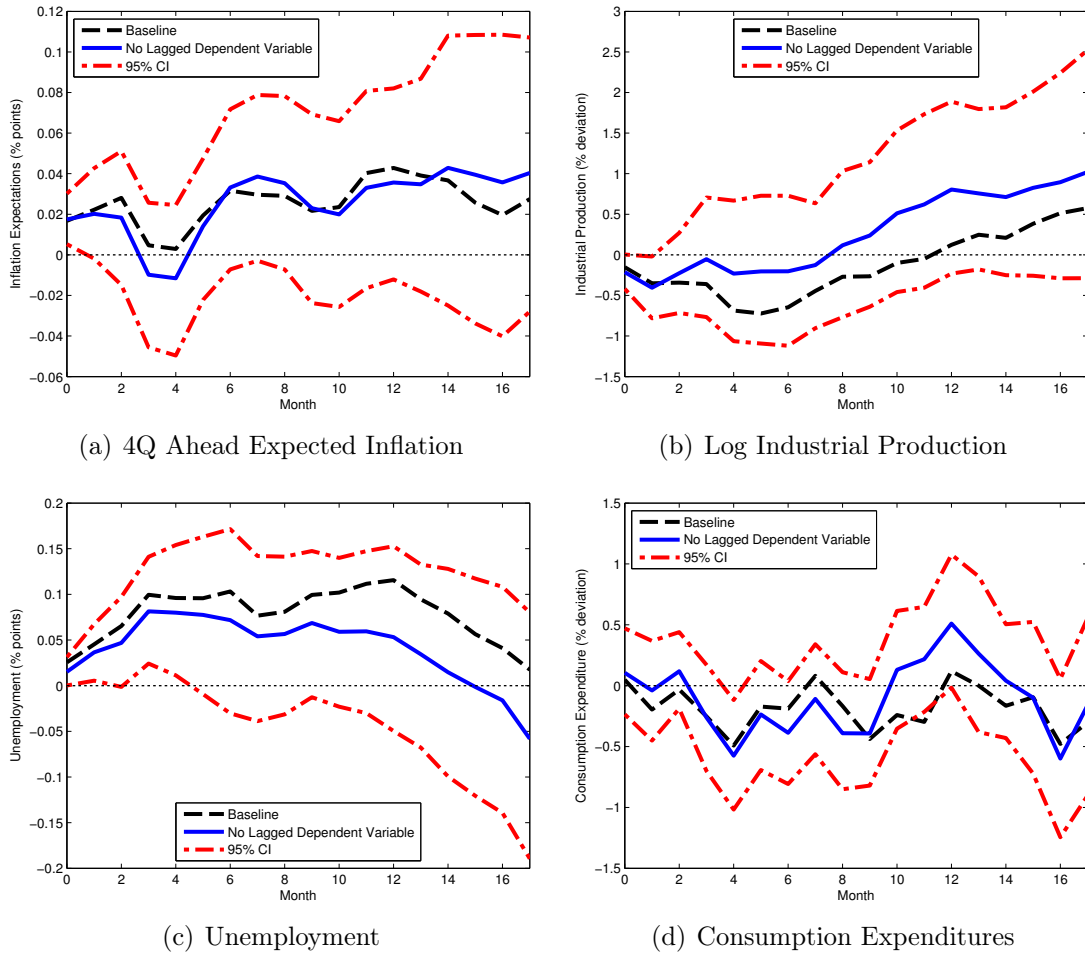 Baseline
No Lagged Dependent Variable
95% CI
Inflation Expectations (% points)
0.12
0.1
0.08
0.06
0.04
0.02
0
−0.02
−0.04
−0.06
0 2 4 6 8 10 12 14 16
Month
(a) 4Q Ahead Expected Inflation
Baseline
No Lagged Dependent Variable
95% CI
Industrial Production (% deviation)
3
2.5
2
1.5
1
0.5
0
−0.5
−1
−1.5
0 2 4 6 8 10 12 14 16
Month
(b) Log Industrial Production
Unemployment (% points)
0.2
0.15
0.1
0.05
0
−0.05
−0.1
−0.15
−0.2
Baseline
No Lagged Dependent Variable
95% CI
0 2 4 6 8 10 12 14 16
Month
(c) Unemployment
Baseline
No Lagged Dependent Variable
95% CI
Consumption Expenditure (% deviation)
1.5
1
0.5
0
−0.5
−1
−1.5
0 2 4 6 8 10 12 14 16
Month
(d) Consumption Expenditures